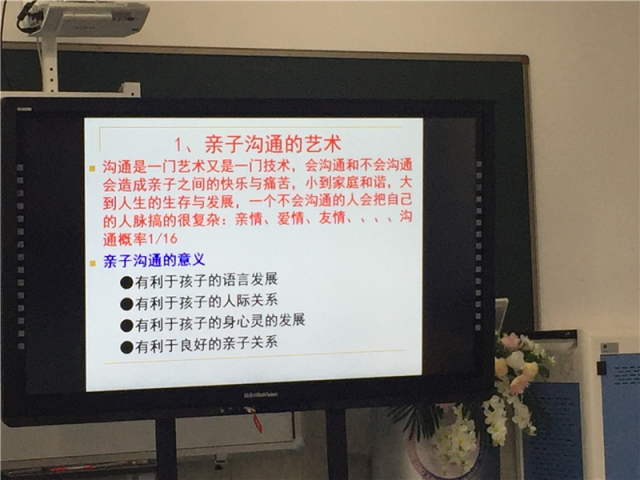 1、亲子沟通的艺术
沟通是一门艺术又是一门技术，会沟通和不会沟通
会造成亲子之间的快乐与痛苦，小到家庭和谐，大
到人生的生存与发展，一个不会沟通的人会把自己
的人脉搞的很复杂：亲情、爱情、友情、、、、沟
通概率1/16
亲子沟通的意义
●有利于孩子的语言发展
●有利于孩子的人际关系
●有利于孩子的身心灵的发展
●有利于良好的亲子关系